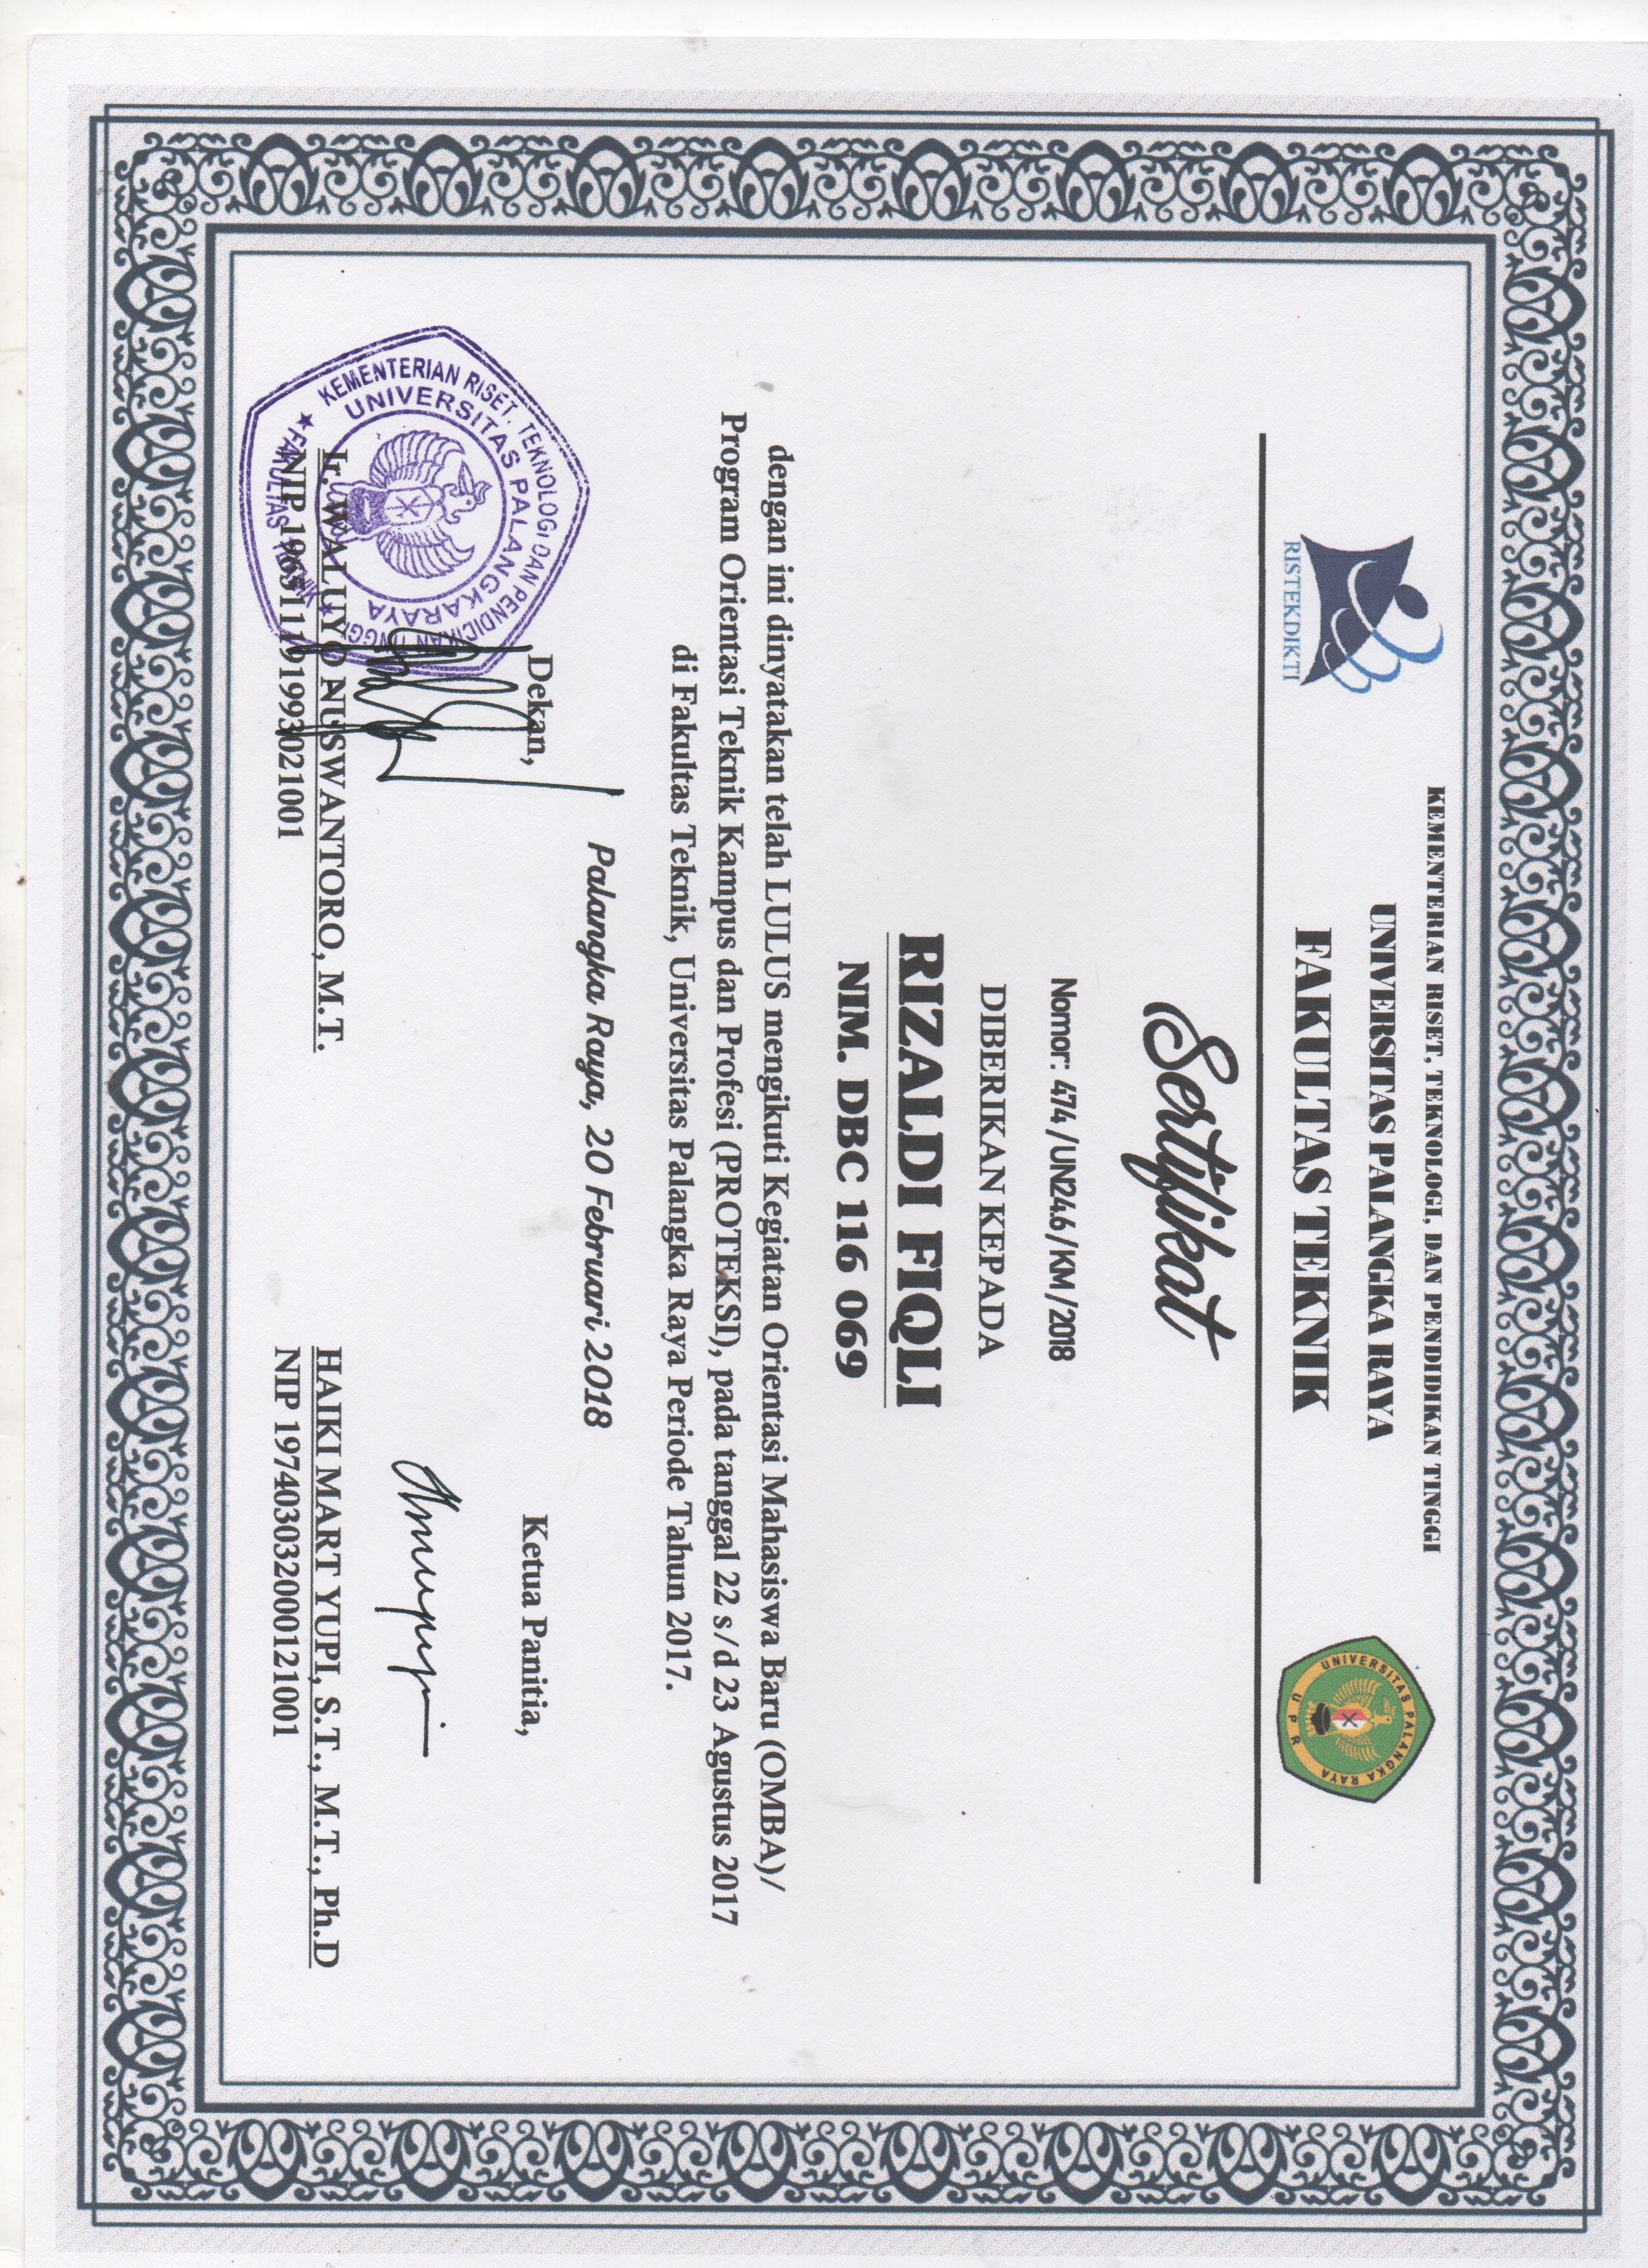 KEMENTERIAN RISET, TEKNOLOGI, DAN PENDIDIKAN TINGGI
UNIVERSITAS PALANGKA RAYA
FAKULTAS TEKNIK
RISTEKDIKTI
UNIVERSITAS PALANGKA RAYA
UPR
Sertifikat
Nomor: 474 /UN24.6/KM/2018
DIBERIKAN KEPADA
RIZALDI FIQLI
NIM. DBC 116 069
dengan ini dinyatakan telah LULUS mengikuti Kegiatan Orientasi Mahasiswa Baru (OMBA)/
Program Orientasi Teknik Kampus dan Profesi (PROTEKSI), pada tanggal 22 s/d 23 Agustus 2017
di Fakultas Teknik, Universitas Palangka Raya Periode Tahun 2017.
Palangka Raya, 20 Februari 2018
Dekan,
Ketua Panitia,
KEMENTERIAN RISET, TEKNOLOGI DAN PENDIDIKAN TINGGI
UNIVERSITAS PALANGKARAYA
FAKULTAS TEKNIK
Ir. WALUYO NUSWANTORO, M.T.
NIP 196511191993021001
HAIKI MART YUPI, S.T., M.T., Ph.D
NIP 197403032000121001